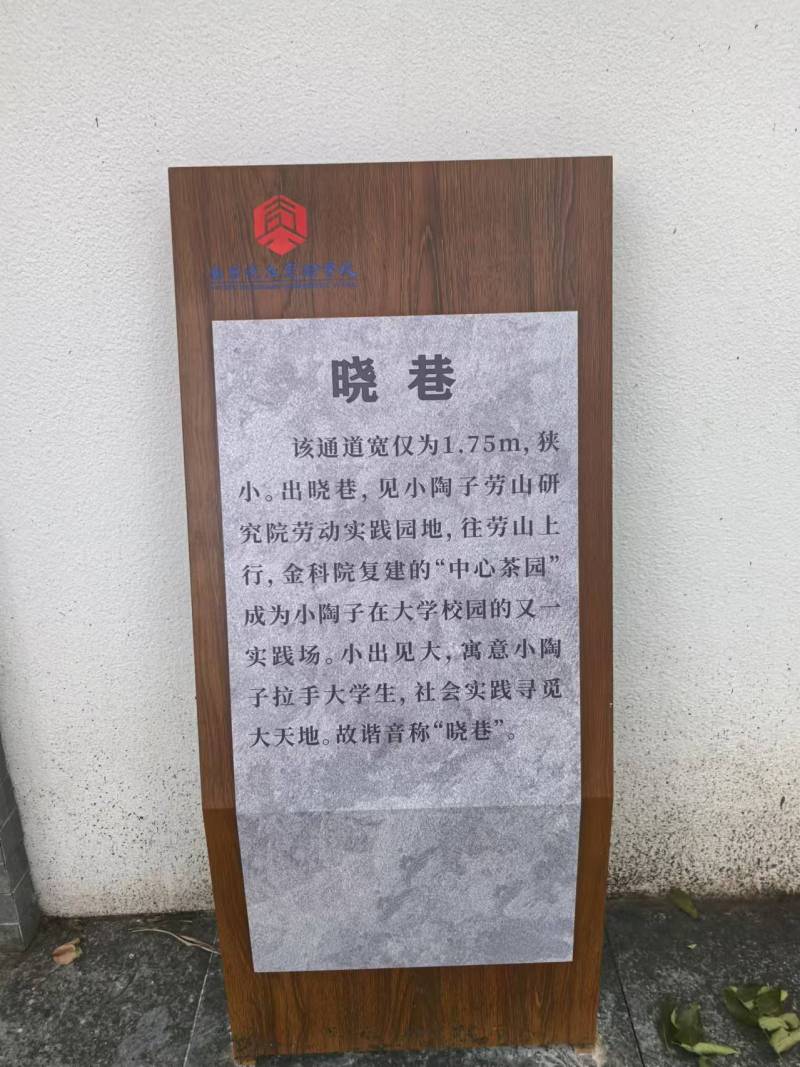 晓巷
该通道宽仅为1.75m,狭
小。出晓巷,见小陶子劳山研
究院劳动实践园地,往劳山上
行,金科院复建的“中心茶园”
成为小陶子在大学校园的又一
实践场。小出见大,寓意小陶
子拉手大学生,社会实践寻觅
大天地。故谐音称“晓巷”。